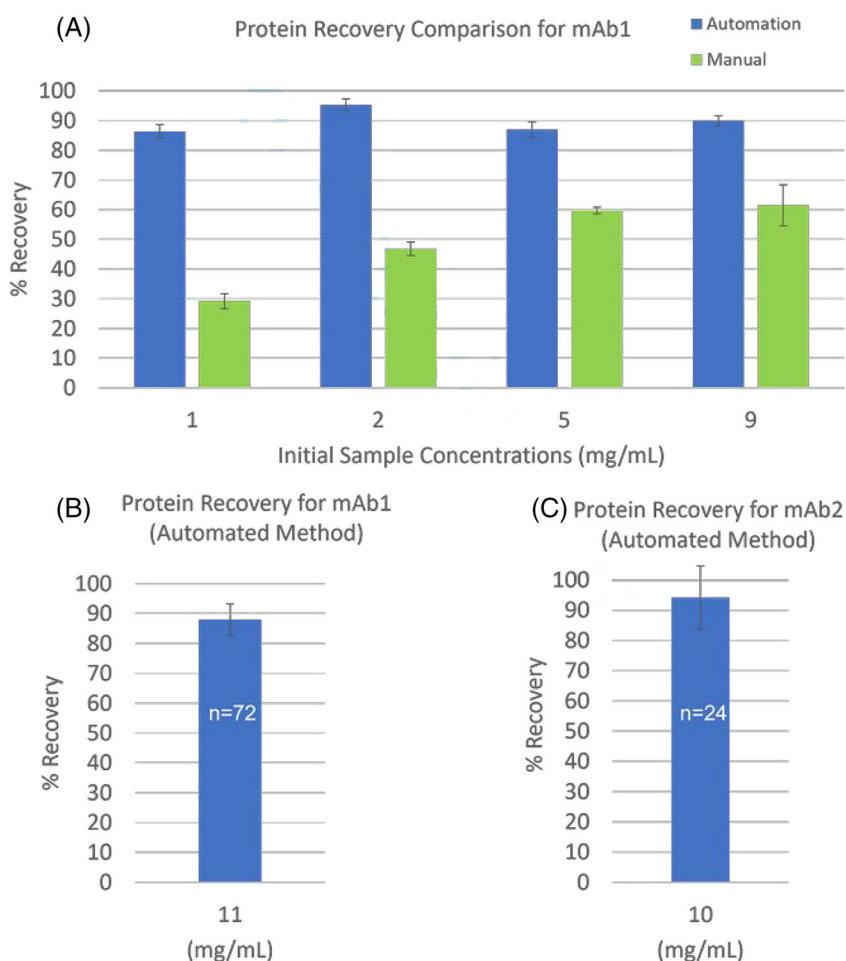 (A)
Protein Recovery Comparison for mAb1
Automation
Manual
100
90
80
70
60
50
40
30
20
10
0
% Recovery
1 2 5 9
Initial Sample Concentrations (mg/mL)
(B)
Protein Recovery for mAb1
(Automated Method)
100
90
80
70
60
50
40
30
20
10
0
% Recovery
n=72
11
(mg/mL)
(C)
Protein Recovery for mAb2
(Automated Method)
100
90
80
70
60
50
40
30
20
10
0
% Recovery
n=24
10
(mg/mL)